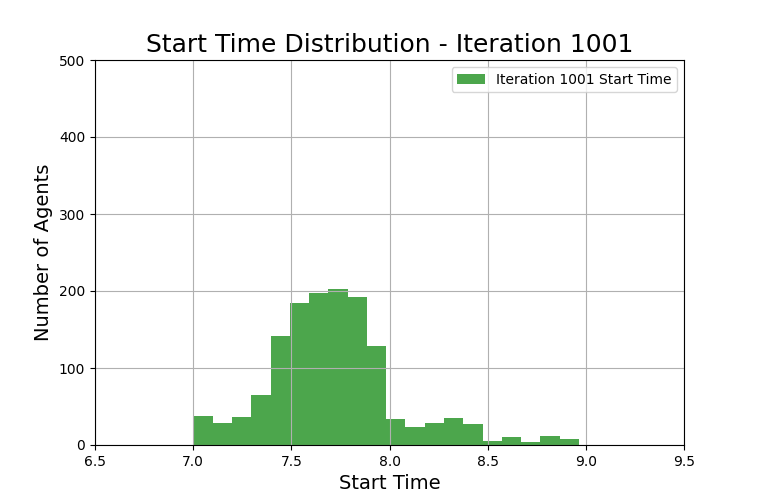 Start Time Distribution - Iteration 1001
Iteration 1001 Start Time
500
400
300
200
100
0
Number of Agents
6.5 7.0 7.5 8.0 8.5 9.0 9.5
Start Time